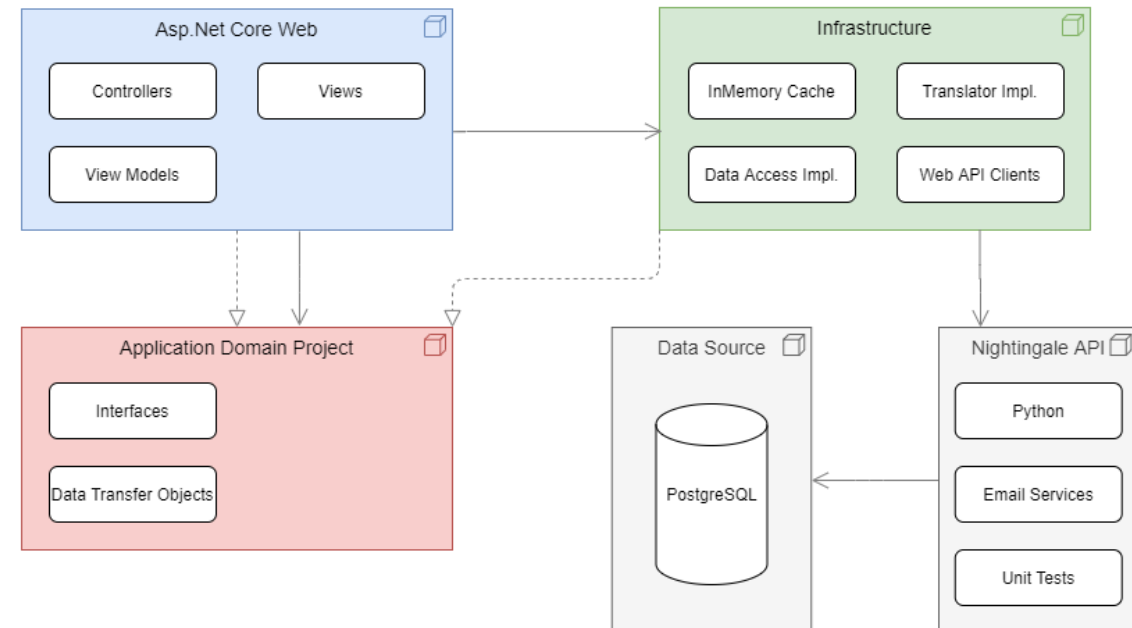 Asp.Net Core Web
Controllers
Views
View Models
Infrastructure
InMemory Cache
Translator Impl.
Data Access Impl.
Web API Clients
Application Domain Project
Interfaces
Data Transfer Objects
Data Source
PostgreSQL
Nightingale API
Python
Email Services
Unit Tests